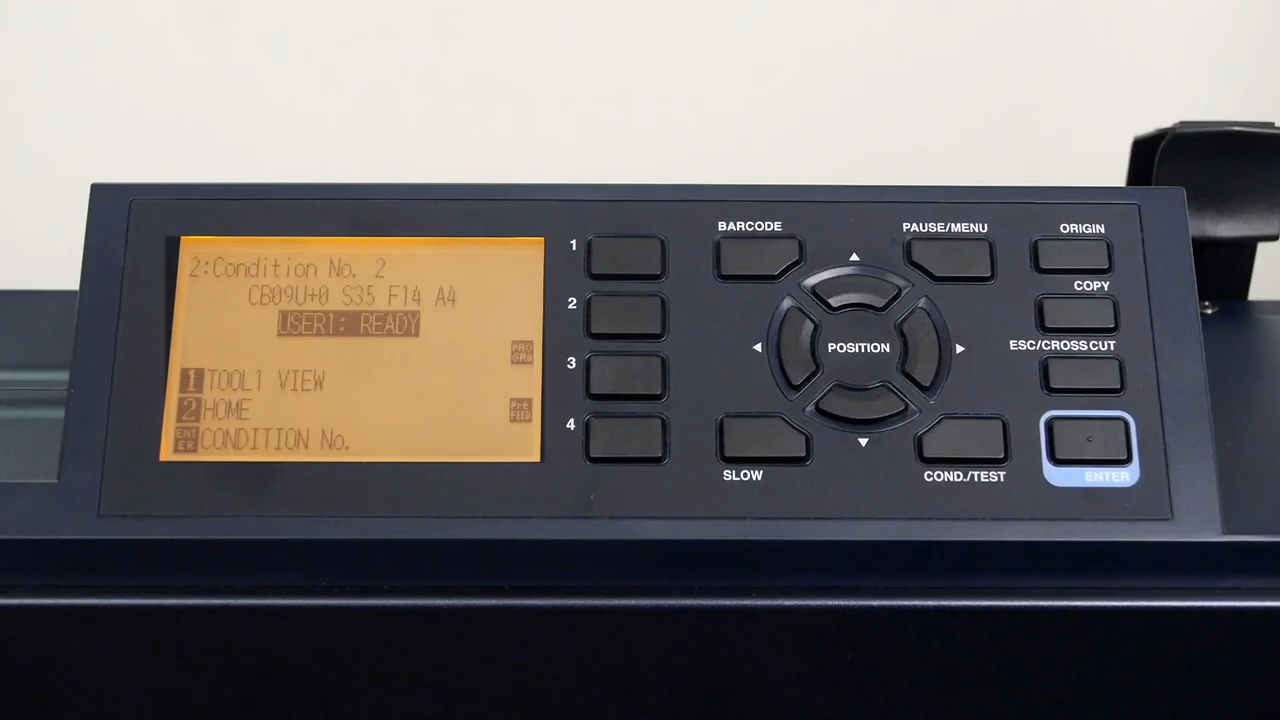 2:Condition No. 2
CB09U+0 S35 F14 A4
USER1: READY
PRO
GRA
1 TOOL1 VIEW
2 HOME
Pre
FEED
ENT
ER CONDITION No.
1
2
3
4
BARCODE
PAUSE/MENU
ORIGIN
COPY
ESC/CROSSCUT
POSITION
SLOW
COND./TEST
ENTER